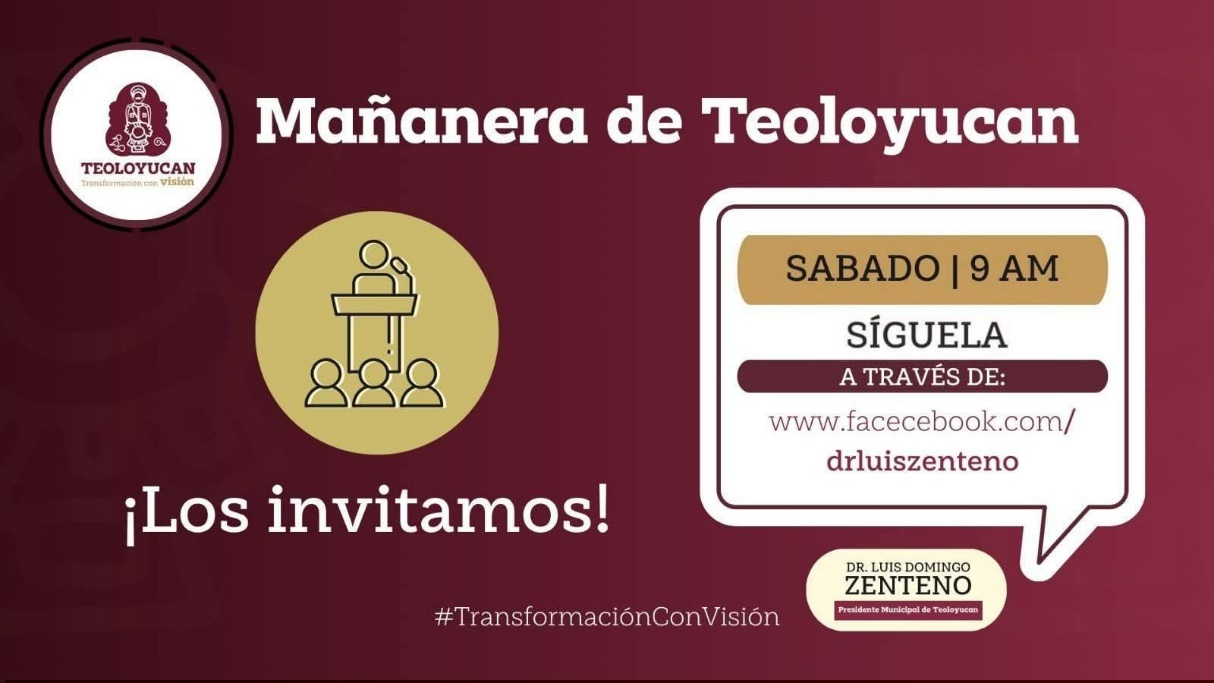 TEOLOYUCAN
Transformación con visión
Mañanera de Teoloyucan
SABADO | 9 AM
SÍGUELA
A TRAVÉS DE:
www.facecebook.com/
drluiszenteno
¡Los invitamos!
DR. LUIS DOMINGO
ZENTENO
Presidente Municipal de Teoloyucan
#TransformaciónConVisión